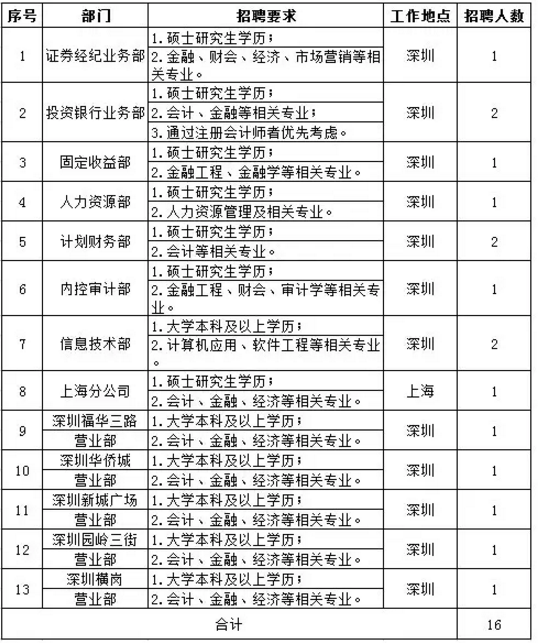 序号 部门 招聘要求 工作地点 招聘人数
1 证券经纪业务部 1.硕士研究生学历； 深圳 1
2.金融、财会、经济、市场营销等相
关专业。
2 投资银行业务部 1.硕士研究生学历； 深圳 2
2.会计、金融等相关专业；
3.通过注册会计师者优先考虑。
3 固定收益部 1.硕士研究生学历； 深圳 1
2.金融工程、金融学等相关专业。
4 人力资源部 1.硕士研究生学历； 深圳 1
2.人力资源管理及相关专业。
5 计划财务部 1.硕士研究生学历； 深圳 2
2.会计等相关专业。
6 内控审计部 1.硕士研究生学历； 深圳 1
2.金融工程、财会、审计学等相关专
业。
7 信息技术部 1.大学本科及以上学历； 深圳 2
2.计算机应用、软件工程等相关专业
。
8 上海分公司 1.硕士研究生学历； 上海 1
2.会计、金融、经济等相关专业。
9 深圳福华三路 1.大学本科及以上学历； 深圳 1
营业部 2.会计、金融、经济等相关专业。
10 深圳华侨城 1.大学本科及以上学历； 深圳 1
营业部 2.会计、金融、经济等相关专业。
11 深圳新城广场 1.大学本科及以上学历； 深圳 1
营业部 2.会计、金融、经济等相关专业。
12 深圳园岭三街 1.大学本科及以上学历； 深圳 1
营业部 2.会计、金融、经济等相关专业。
13 深圳横岗 1.大学本科及以上学历； 深圳 1
营业部 2.会计、金融、经济等相关专业。
合计 16